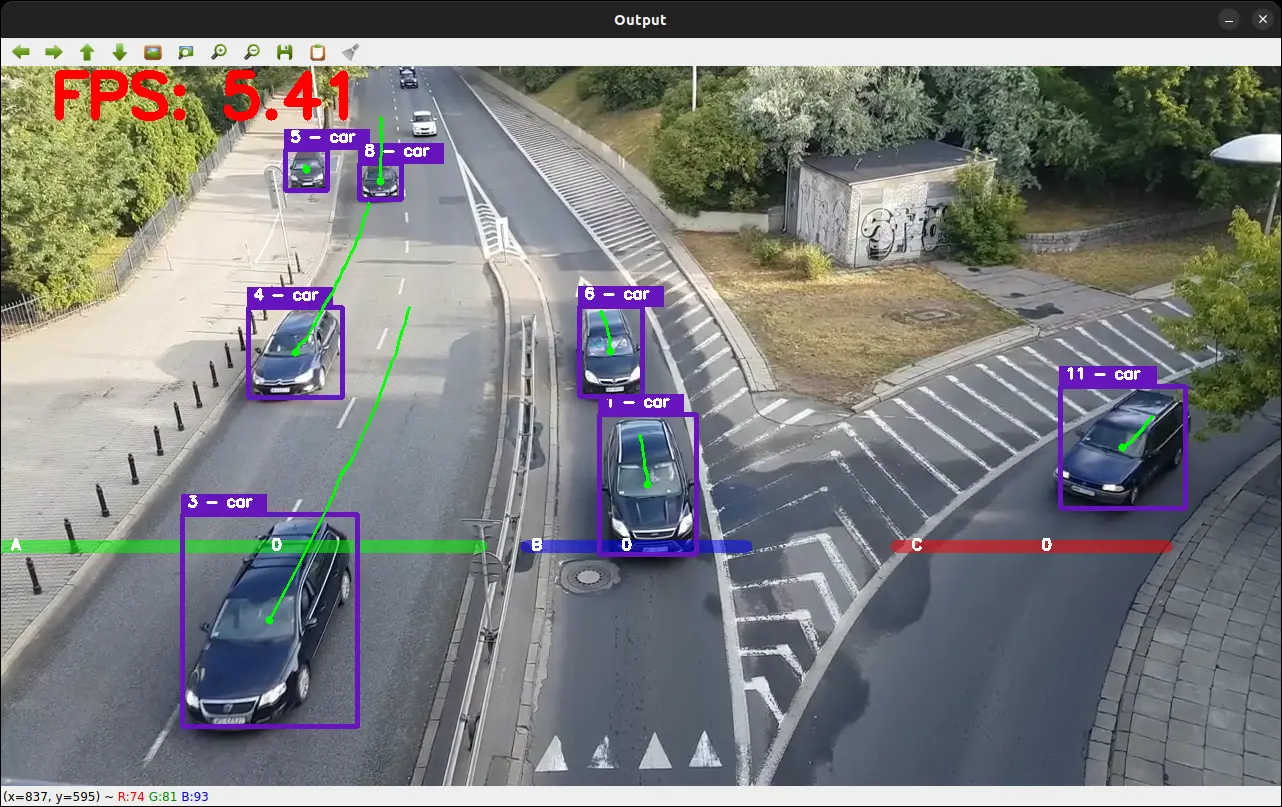 Output
FPS: 5.41
5 - car
8 - car
4 - car
6 - car
1 - car
11 - car
3 - car
A 0
B 0
C 0
(x=837, y=595) ~ R:74 G:81 B:93